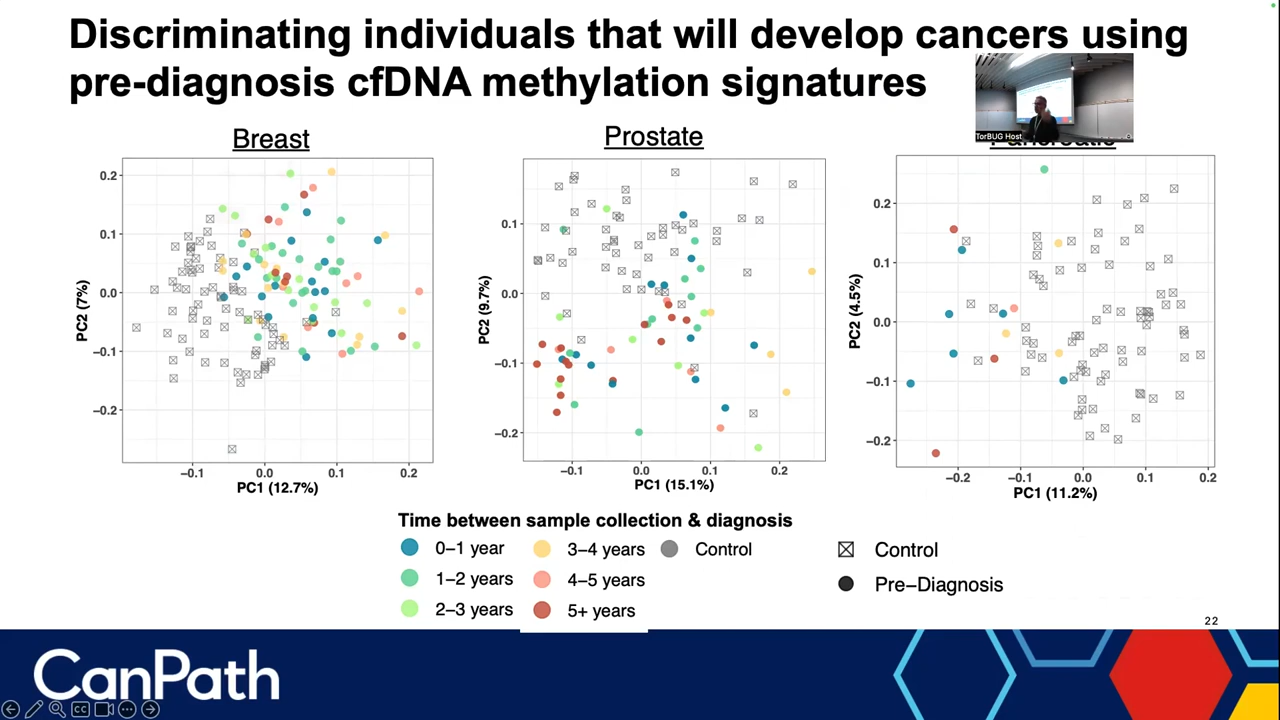 Discriminating individuals that will develop cancers using
pre-diagnosis cfDNA methylation signatures
TorBUG Host
Breast
Prostate
Pancreatic
0.2
0.1
0.0
−0.1
−0.2
PC2 (7%)
−0.1
0.0
0.1
0.2
PC1 (12.7%)
0.1
0.0
−0.1
−0.2
PC2 (9.7%)
−0.1
0.0
0.1
0.2
PC1 (15.1%)
0.2
0.1
0.0
−0.1
−0.2
PC2 (4.5%)
−0.2
−0.1
0.0
0.1
0.2
PC1 (11.2%)
Time between sample collection & diagnosis
0−1 year
3−4 years
Control
1−2 years
4−5 years
2−3 years
5+ years
Control
Pre−Diagnosis
22
CanPath
CC